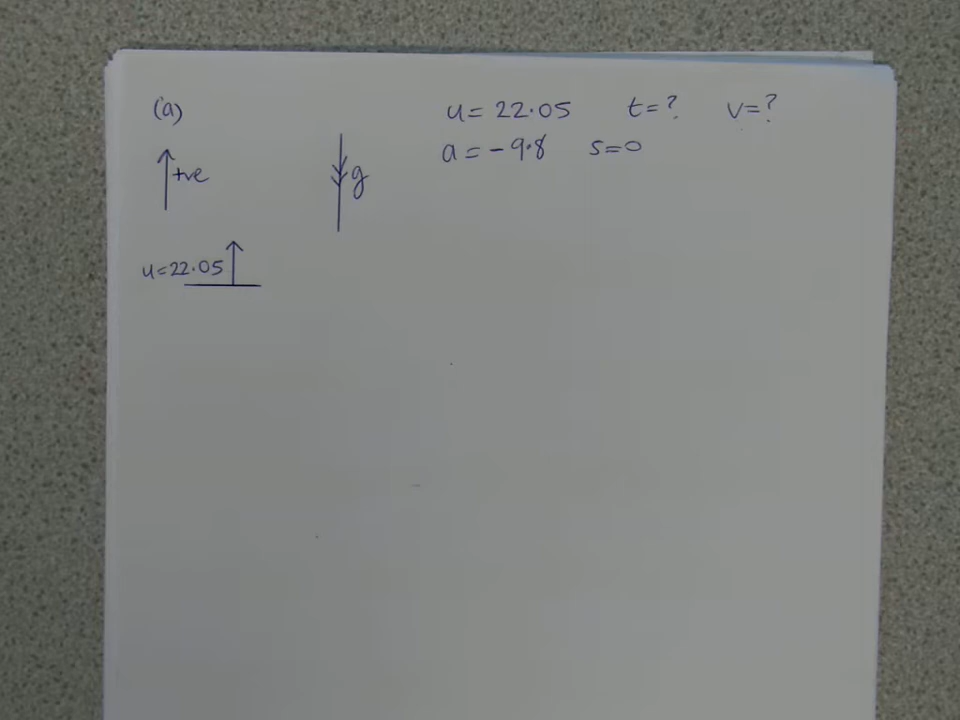 (a) u = 22.05 t = ? v = ?
a = -9.8 s = 0
+ve g
u = 22.05